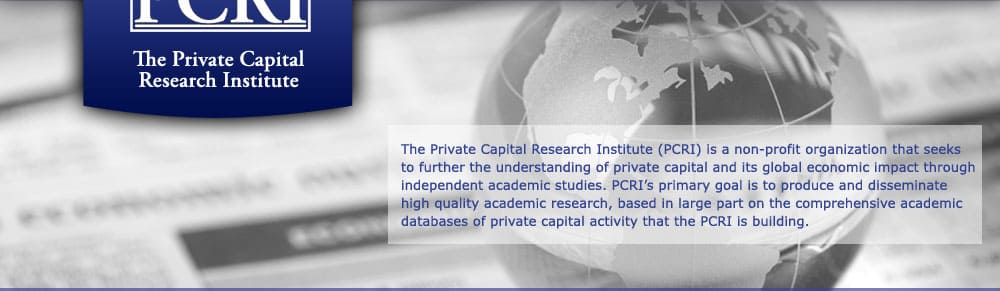 PCRI
The Private Capital
Research Institute
The Private Capital Research Institute (PCRI) is a non-profit organization that seeks
to further the understanding of private capital and its global economic impact through
independent academic studies. PCRI’s primary goal is to produce and disseminate
high quality academic research, based in large part on the comprehensive academic
databases of private capital activity that the PCRI is building.